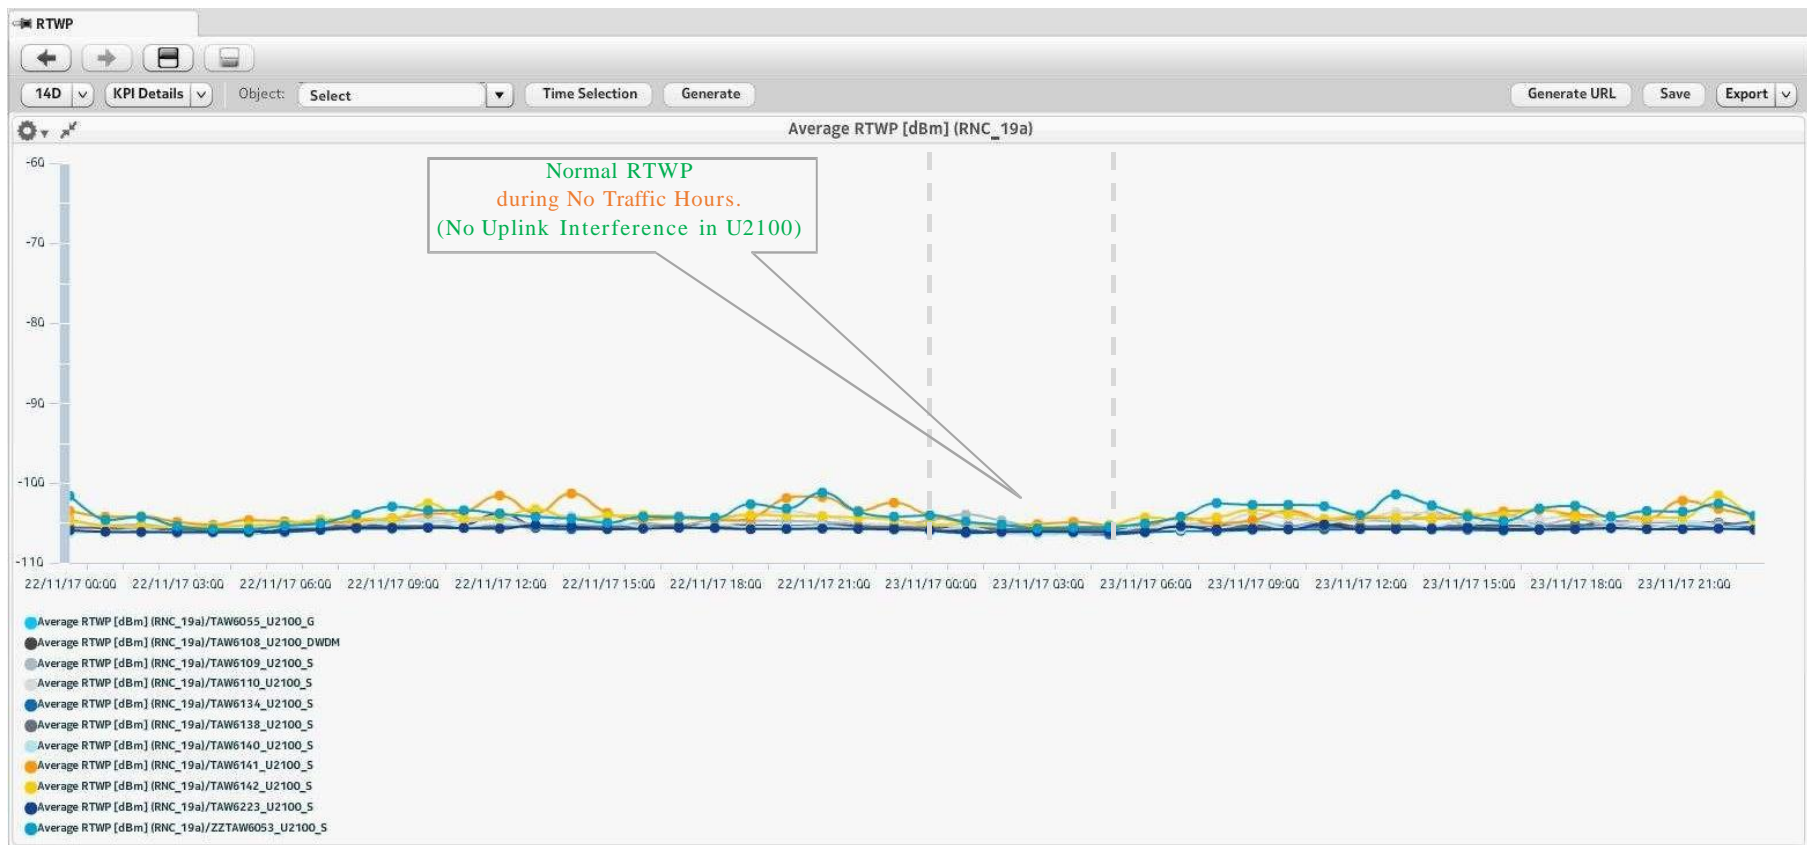 RTWP
14D KPI Details Object: Select Time Selection Generate Generate URL Save Export
Average RTWP [dBm] (RNC_19a)
Normal RTWP
during No Traffic Hours.
(No Uplink Interference in U2100)
-60
-70
-80
-90
-100
-110
22/11/17 00:00 22/11/17 03:00 22/11/17 06:00 22/11/17 09:00 22/11/17 12:00 22/11/17 15:00 22/11/17 18:00 22/11/17 21:00 23/11/17 00:00 23/11/17 03:00 23/11/17 06:00 23/11/17 09:00 23/11/17 12:00 23/11/17 15:00 23/11/17 18:00 23/11/17 21:00
Average RTWP [dBm] (RNC_19a)/TAW6055_U2100_G
Average RTWP [dBm] (RNC_19a)/TAW6108_U2100_DWDM
Average RTWP [dBm] (RNC_19a)/TAW6109_U2100_S
Average RTWP [dBm] (RNC_19a)/TAW6110_U2100_S
Average RTWP [dBm] (RNC_19a)/TAW6134_U2100_S
Average RTWP [dBm] (RNC_19a)/TAW6138_U2100_S
Average RTWP [dBm] (RNC_19a)/TAW6140_U2100_S
Average RTWP [dBm] (RNC_19a)/TAW6141_U2100_S
Average RTWP [dBm] (RNC_19a)/TAW6142_U2100_S
Average RTWP [dBm] (RNC_19a)/TAW6223_U2100_S
Average RTWP [dBm] (RNC_19a)/ZZTAW6053_U2100_S